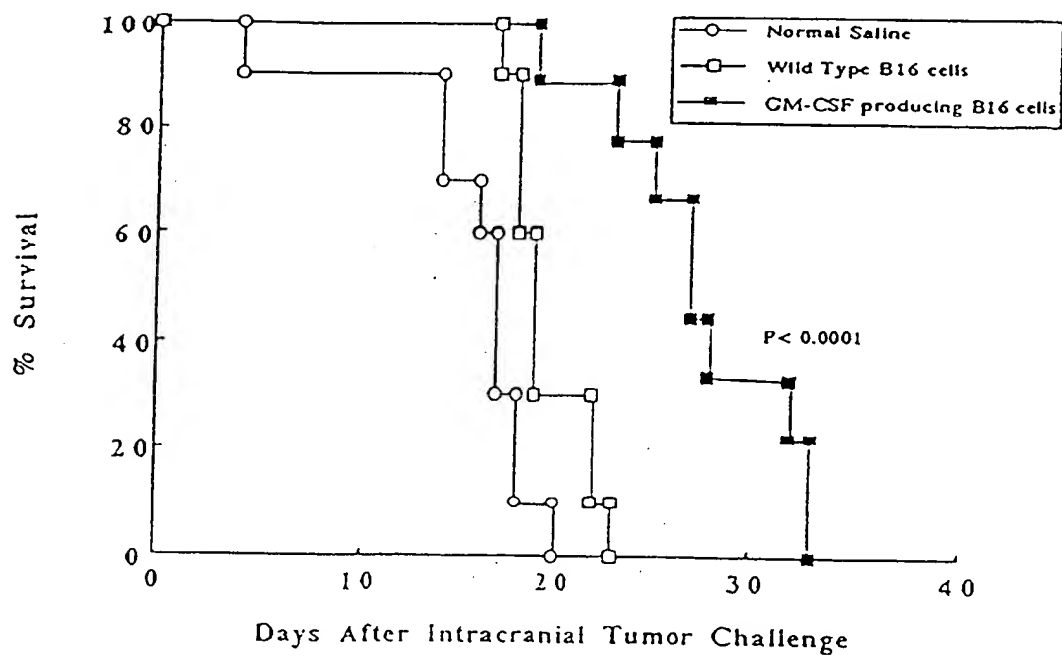 100
80
60
40
20
0
% Survival
Normal Saline
Wild Type B16 cells
GM-CSF producing B16 cells
P< 0.0001
0 10 20 30 40
Days After Intracranial Tumor Challenge